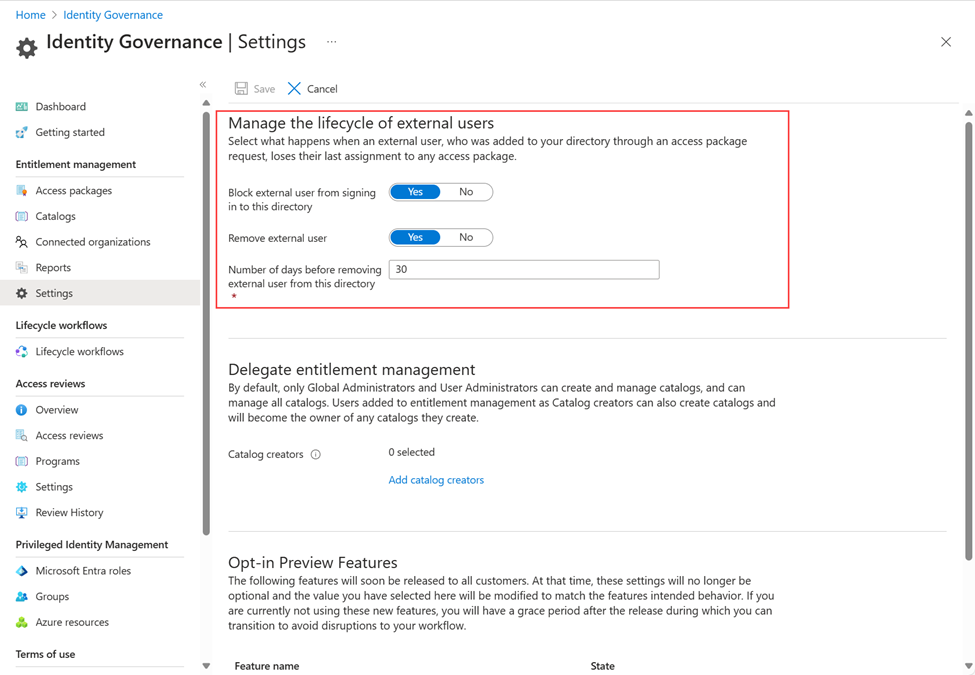 Home > Identity Governance
Identity Governance | Settings ...
«
Save Cancel
Dashboard
Getting started
Entitlement management
Access packages
Catalogs
Connected organizations
Reports
Settings
Lifecycle workflows
Lifecycle workflows
Access reviews
Overview
Access reviews
Programs
Settings
Review History
Privileged Identity Management
Microsoft Entra roles
Groups
Azure resources
Terms of use
Manage the lifecycle of external users
Select what happens when an external user, who was added to your directory through an access package
request, loses their last assignment to any access package.
Block external user from signing
in to this directory
Yes No
Remove external user
Yes No
Number of days before removing
external user from this directory
*
30
Delegate entitlement management
By default, only Global Administrators and User Administrators can create and manage catalogs, and can
manage all catalogs. Users added to entitlement management as Catalog creators can also create catalogs and
will become the owner of any catalogs they create.
Catalog creators
0 selected
Add catalog creators
Opt-in Preview Features
The following features will soon be released to all customers. At that time, these settings will no longer be
optional and the value you have selected here will be modified to match the features intended behavior. If you
are currently not using these new features, you will have a grace period after the release during which you can
transition to avoid disruptions to your workflow.
Feature name State